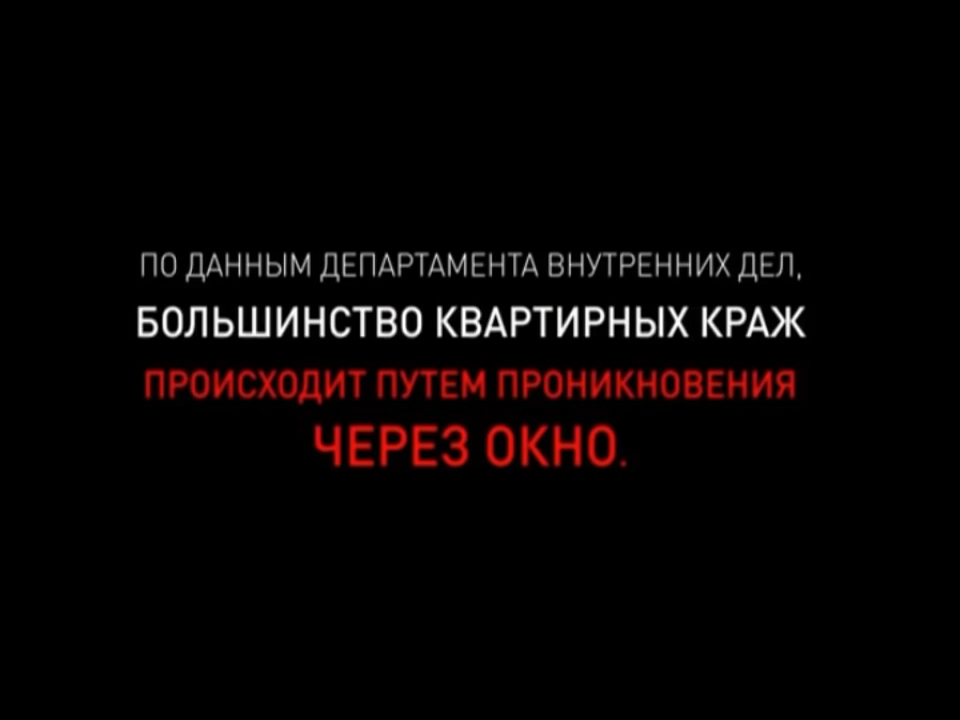 ПО ДАННЫМ ДЕПАРТАМЕНТА ВНУТРЕННИХ ДЕЛ,
БОЛЬШИНСТВО КВАРТИРНЫХ КРАЖ
ПРОИСХОДИТ ПУТЕМ ПРОНИКНОВЕНИЯ
ЧЕРЕЗ ОКНО.